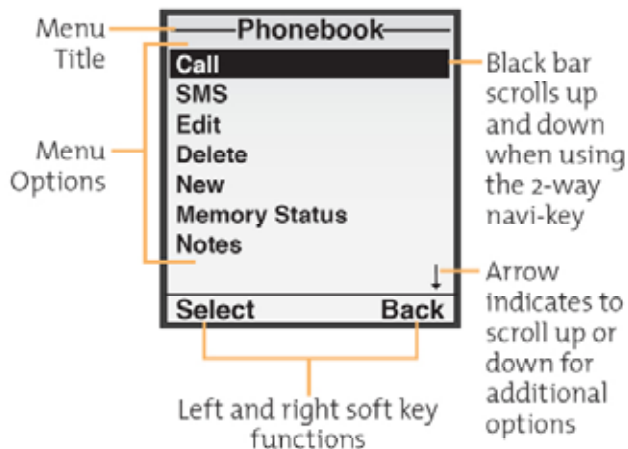 Menu
Title
Phonebook
Call
SMS
Edit
Delete
New
Memory Status
Notes
Select Back
Menu
Options
Black bar
scrolls up
and down
when using
the 2-way
navi-key
Arrow
indicates to
scroll up or
down for
additional
options
Left and right soft key
functions